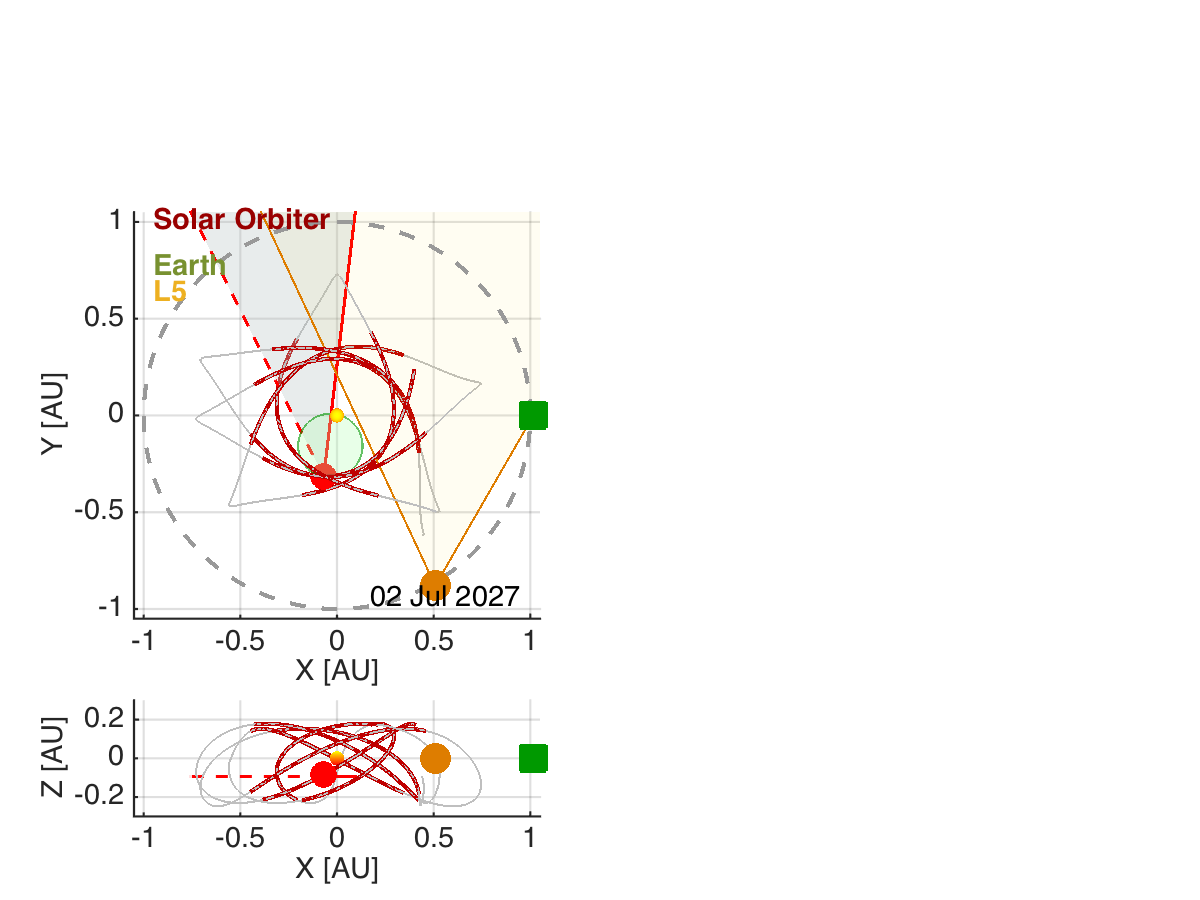 Solar Orbiter
Earth
L5
1
0.5
0
-0.5
-1
Y [AU]
02 Jul 2027
-1 -0.5 0 0.5 1
X [AU]
0.2
0
-0.2
Z [AU]
-1 -0.5 0 0.5 1
X [AU]